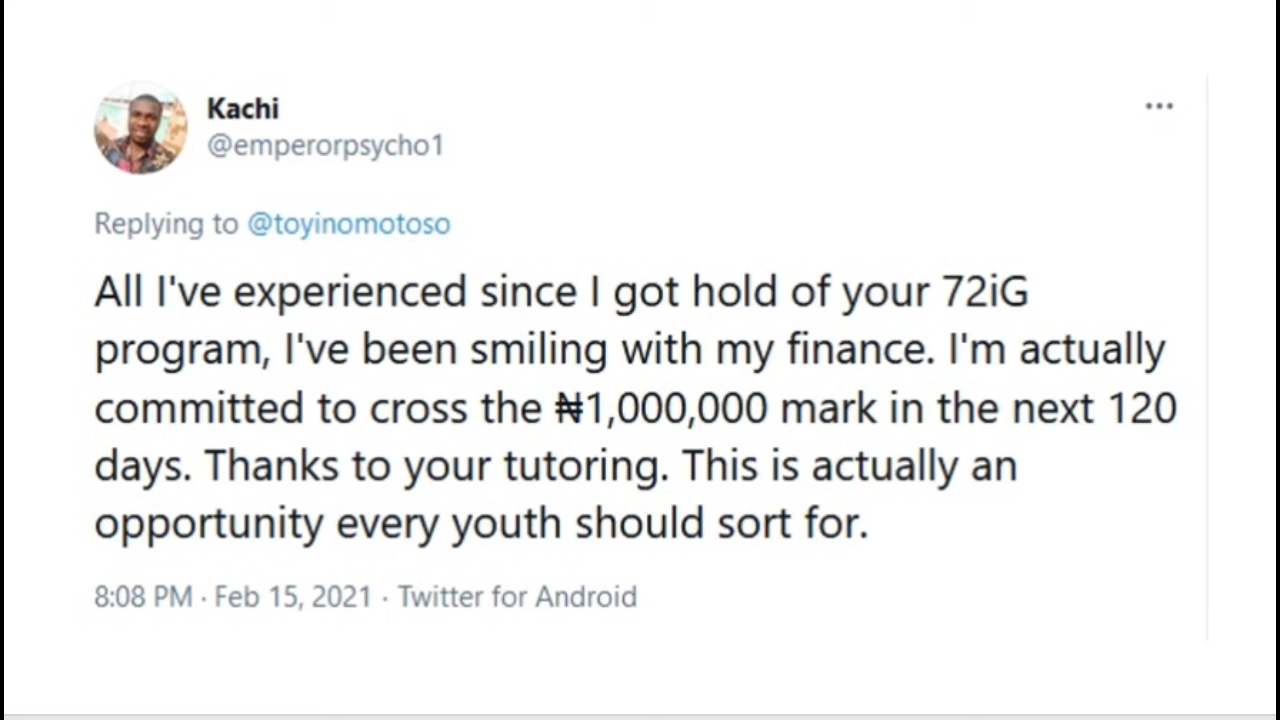 Kachi
@emperorpsycho1
Replying to @toyinomotoso
All I've experienced since I got hold of your 72iG
program, I've been smiling with my finance. I'm actually
committed to cross the ₦1,000,000 mark in the next 120
days. Thanks to your tutoring. This is actually an
opportunity every youth should sort for.
8:08 PM · Feb 15, 2021 · Twitter for Android